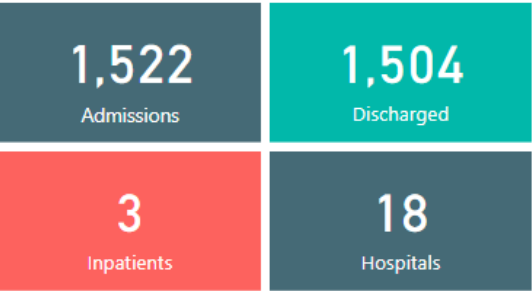 1,522
Admissions
1,504
Discharged
3
Inpatients
18
Hospitals